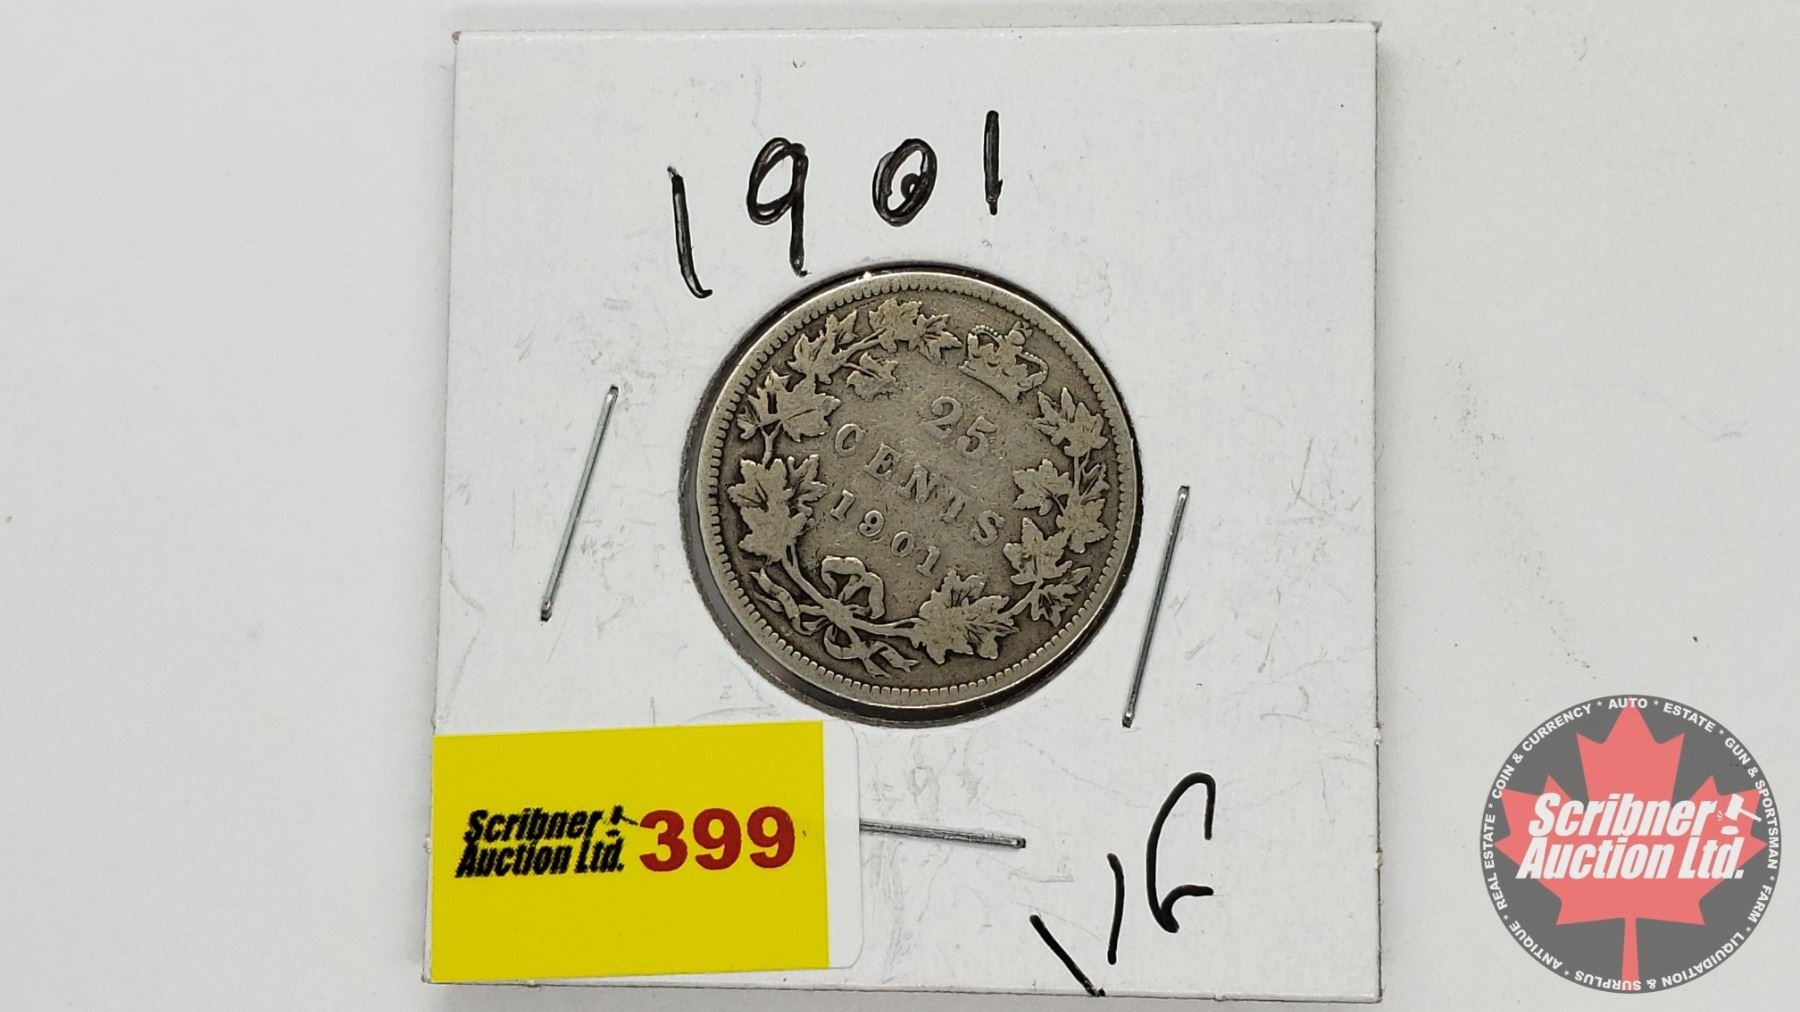 1901
25
CENTS
1901
Scribner
Auction Ltd.
399
VG
REAL ESTATE * COIN & CURRENCY * AUTO * ESTATE * GUN & SPORTSMAN * FARM * LIQUIDATION & SURPLUS * ANTIQUE *
Scribner
Auction Ltd.